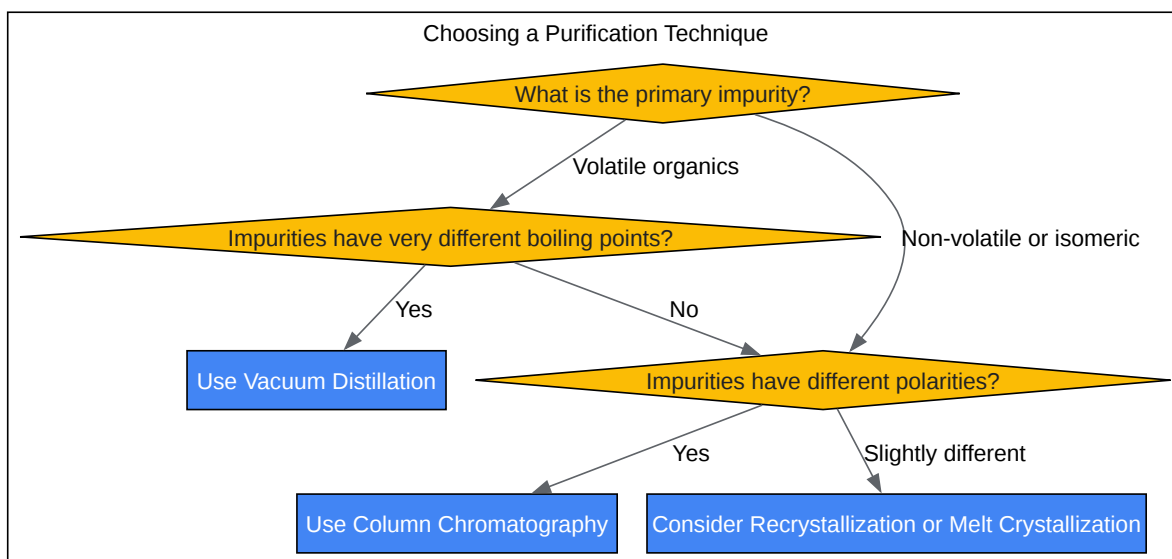 Choosing a Purification Technique
What is the primary impurity?
Volatile organics
Impurities have very different boiling points?
Non-volatile or isomeric
Yes
No
Use Vacuum Distillation
Impurities have different polarities?
Yes
Slightly different
Use Column Chromatography
Consider Recrystallization or Melt Crystallization